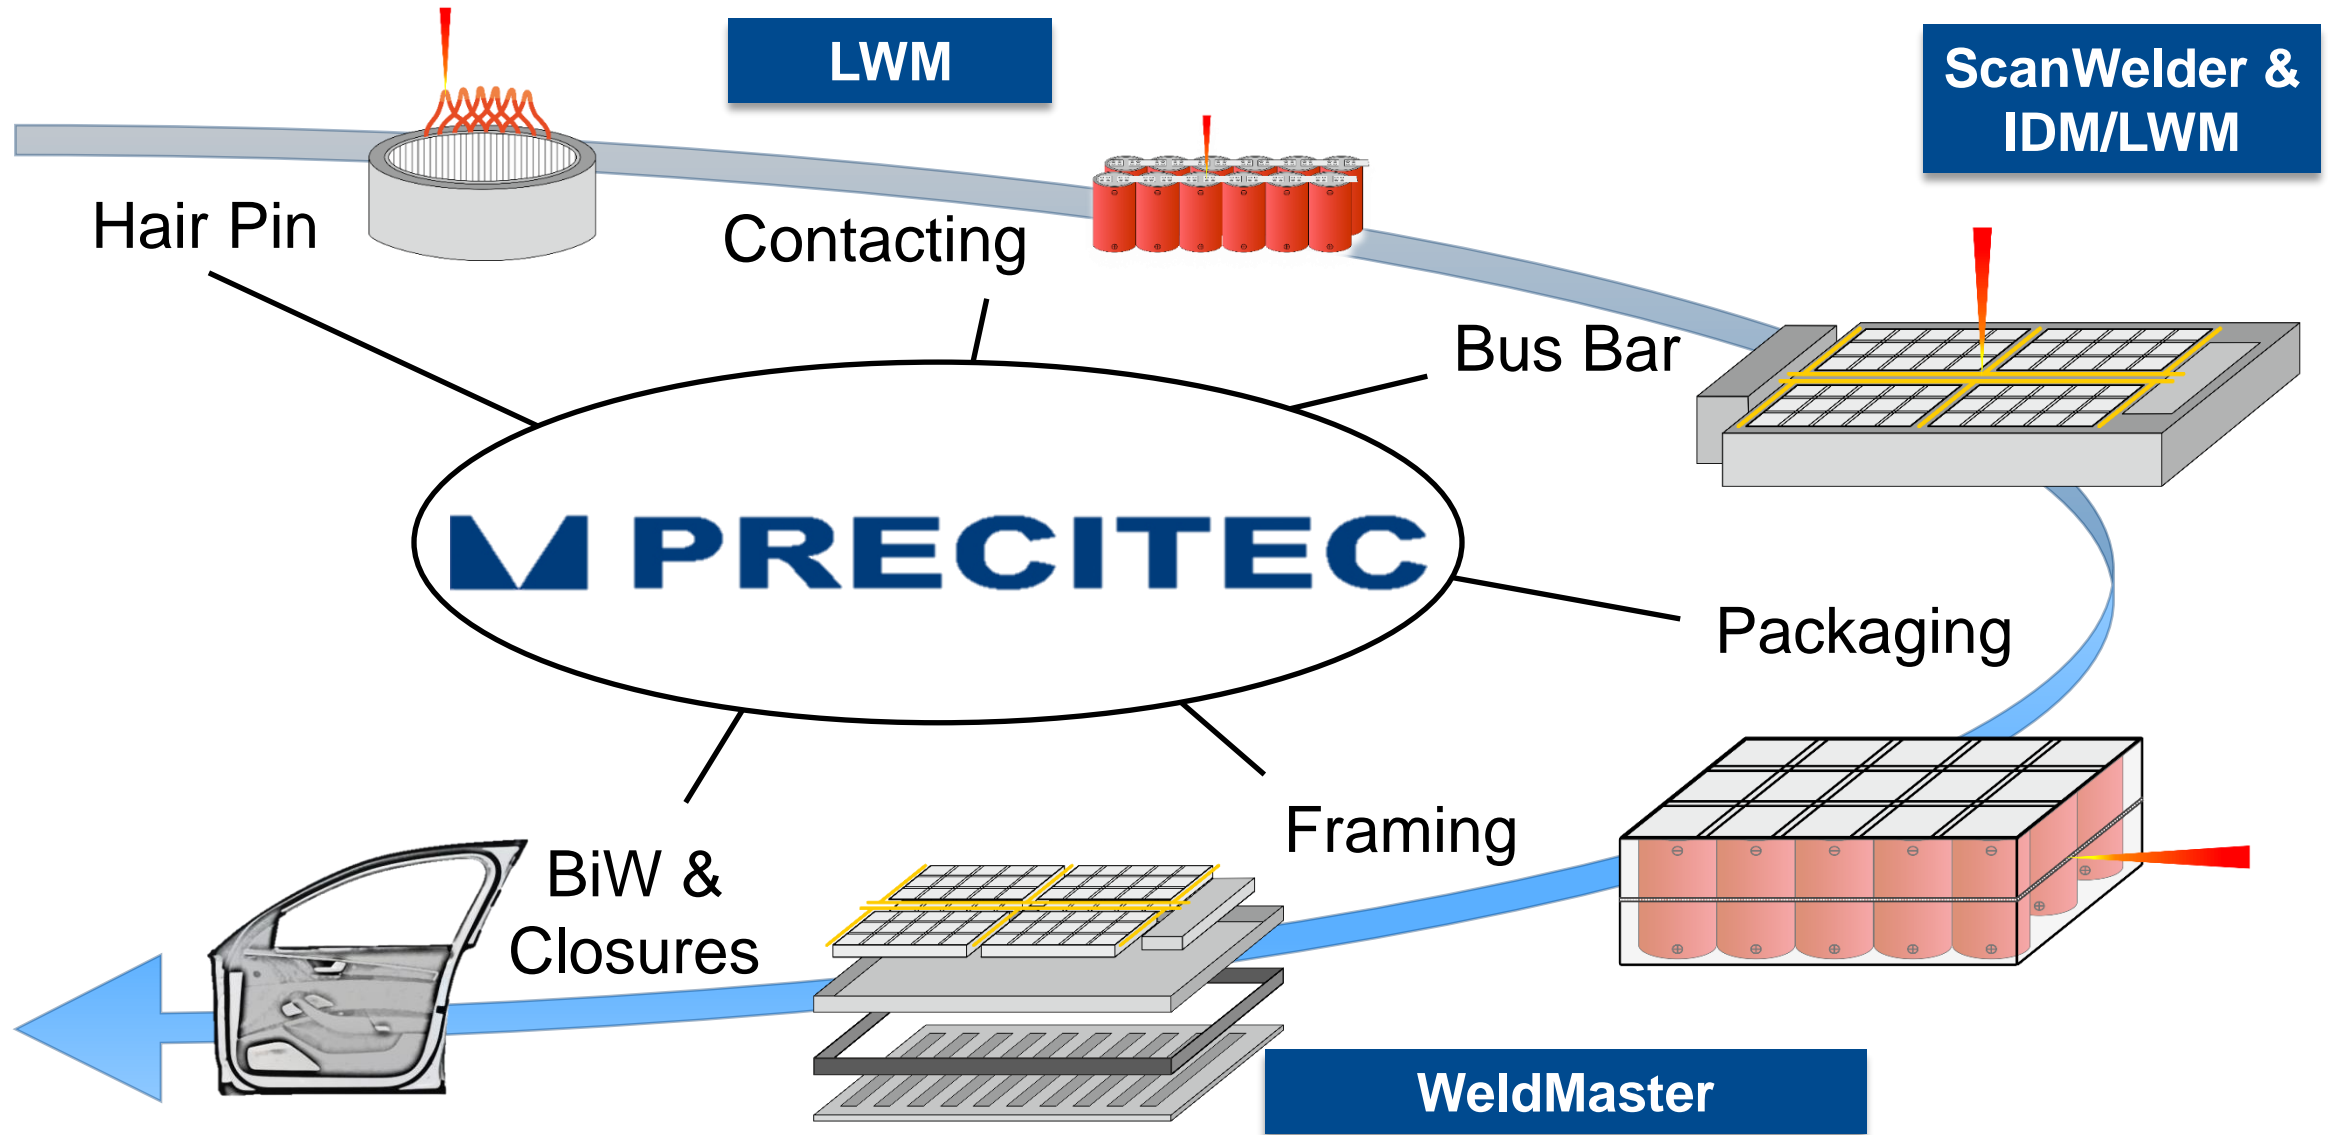 LWM
ScanWelder &
IDM/LWM
Hair Pin
Contacting
Bus Bar
PRECITEC
Packaging
Framing
BiW &
Closures
WeldMaster